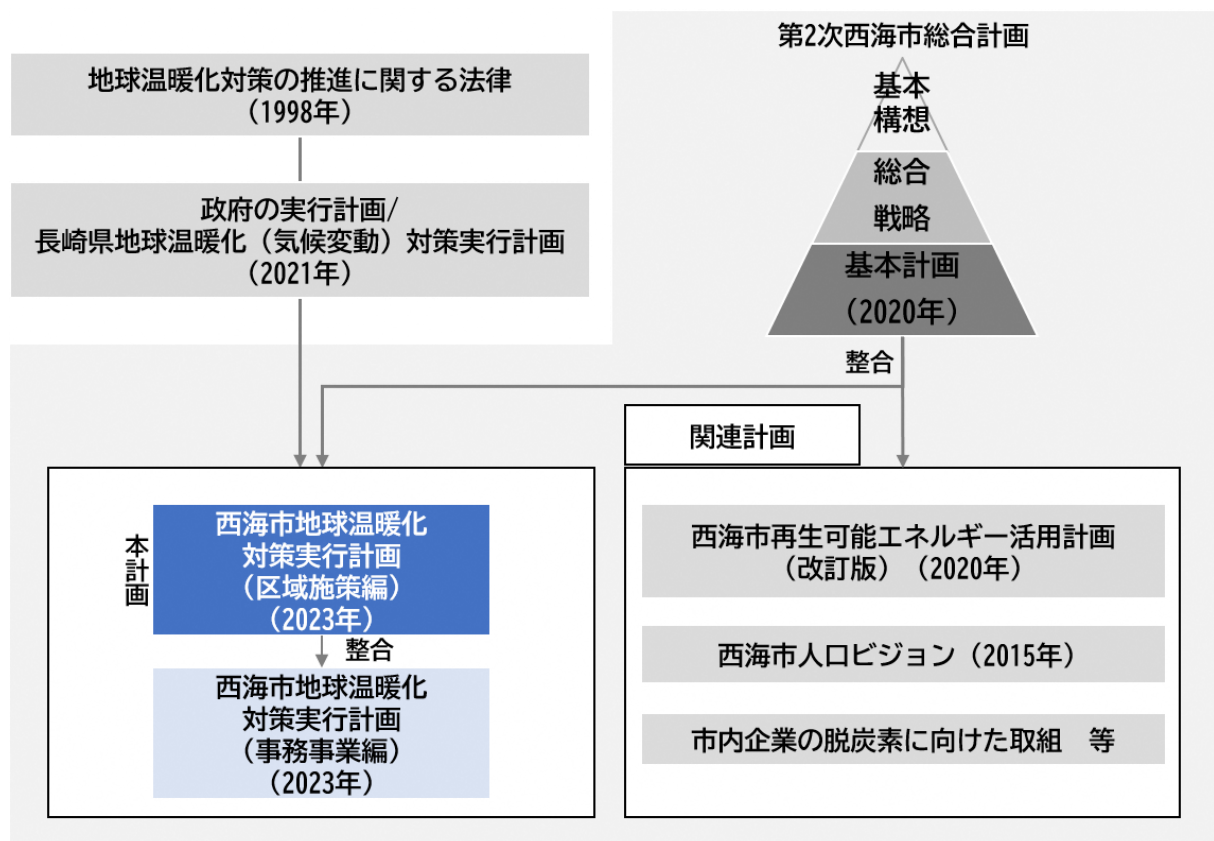 地球温暖化対策の推進に関する法律
（1998年）
政府の実行計画/
長崎県地球温暖化（気候変動）対策実行計画
（2021年）
第2次西海市総合計画
基本
構想
総合
戦略
基本計画
（2020年）
整合
本計画
西海市地球温暖化
対策実行計画
（区域施策編）
（2023年）
整合
西海市地球温暖化
対策実行計画
（事務事業編）
（2023年）
関連計画
西海市再生可能エネルギー活用計画
（改訂版）（2020年）
西海市人口ビジョン（2015年）
市内企業の脱炭素に向けた取組　等